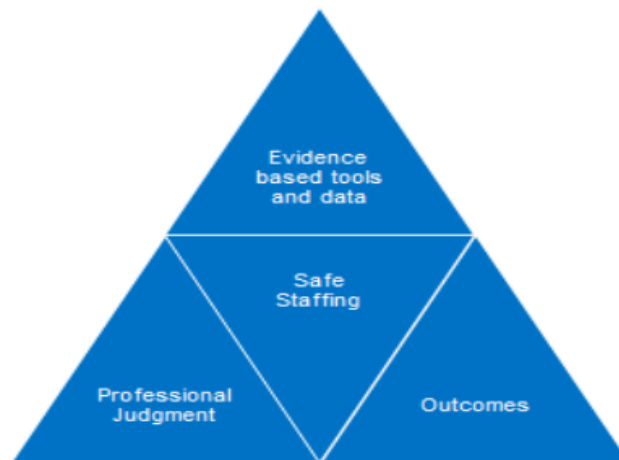 Evidence
based tools
and data
Safe
Staffing
Professional
Judgment
Outcomes